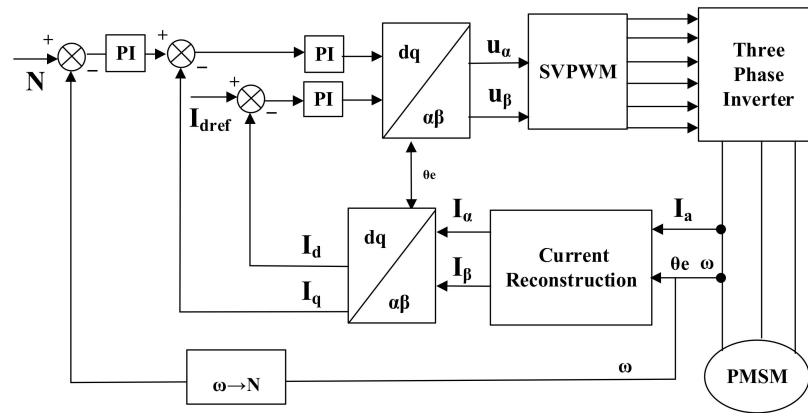 +
N
−
PI
+
−
PI
+
I_dref
−
PI
dq
αβ
u_α
u_β
SVPWM
Three
Phase
Inverter
θe
dq
αβ
I_d
I_q
I_α
I_β
Current
Reconstruction
I_a
θe ω
ω→N
ω
PMSM